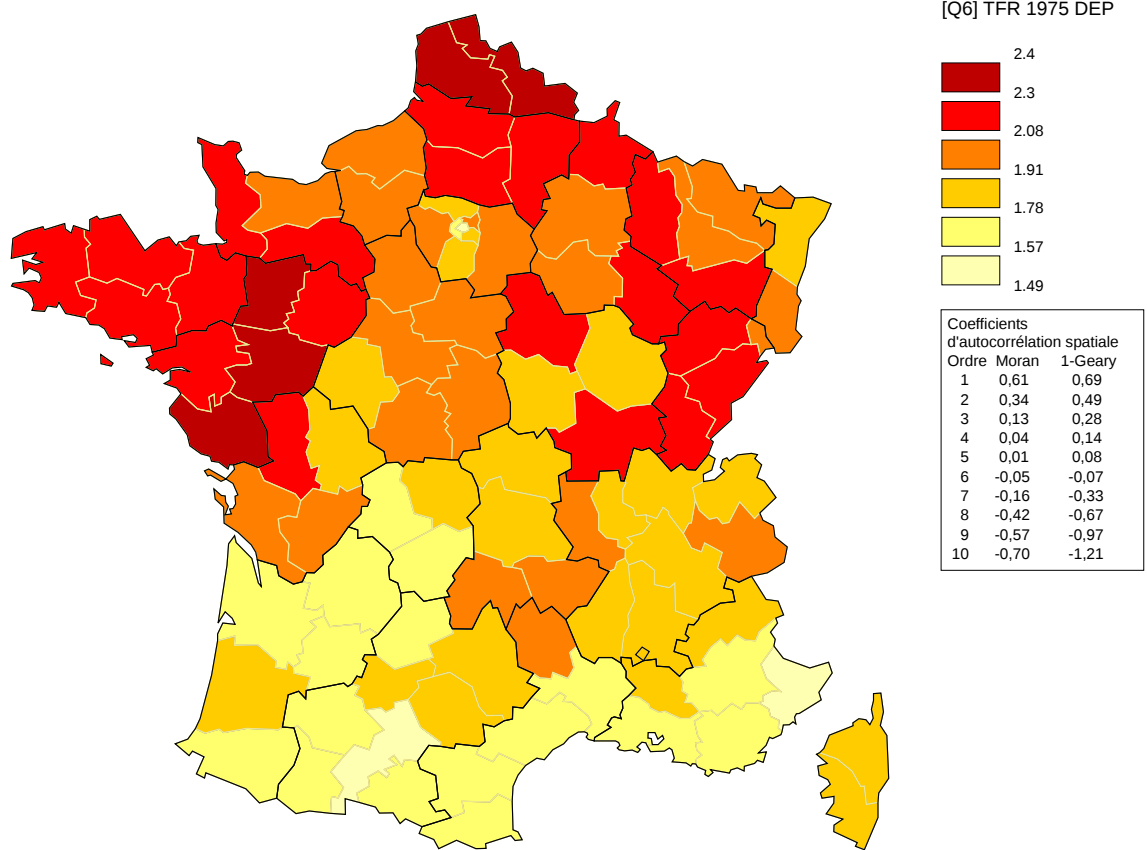 [Q6] TFR 1975 DEP
2.4
2.3
2.08
1.91
1.78
1.57
1.49
Coefficients
d'autocorrélation spatiale
Ordre Moran 1-Geary
1 0,61 0,69
2 0,34 0,49
3 0,13 0,28
4 0,04 0,14
5 0,01 0,08
6 -0,05 -0,07
7 -0,16 -0,33
8 -0,42 -0,67
9 -0,57 -0,97
10 -0,70 -1,21